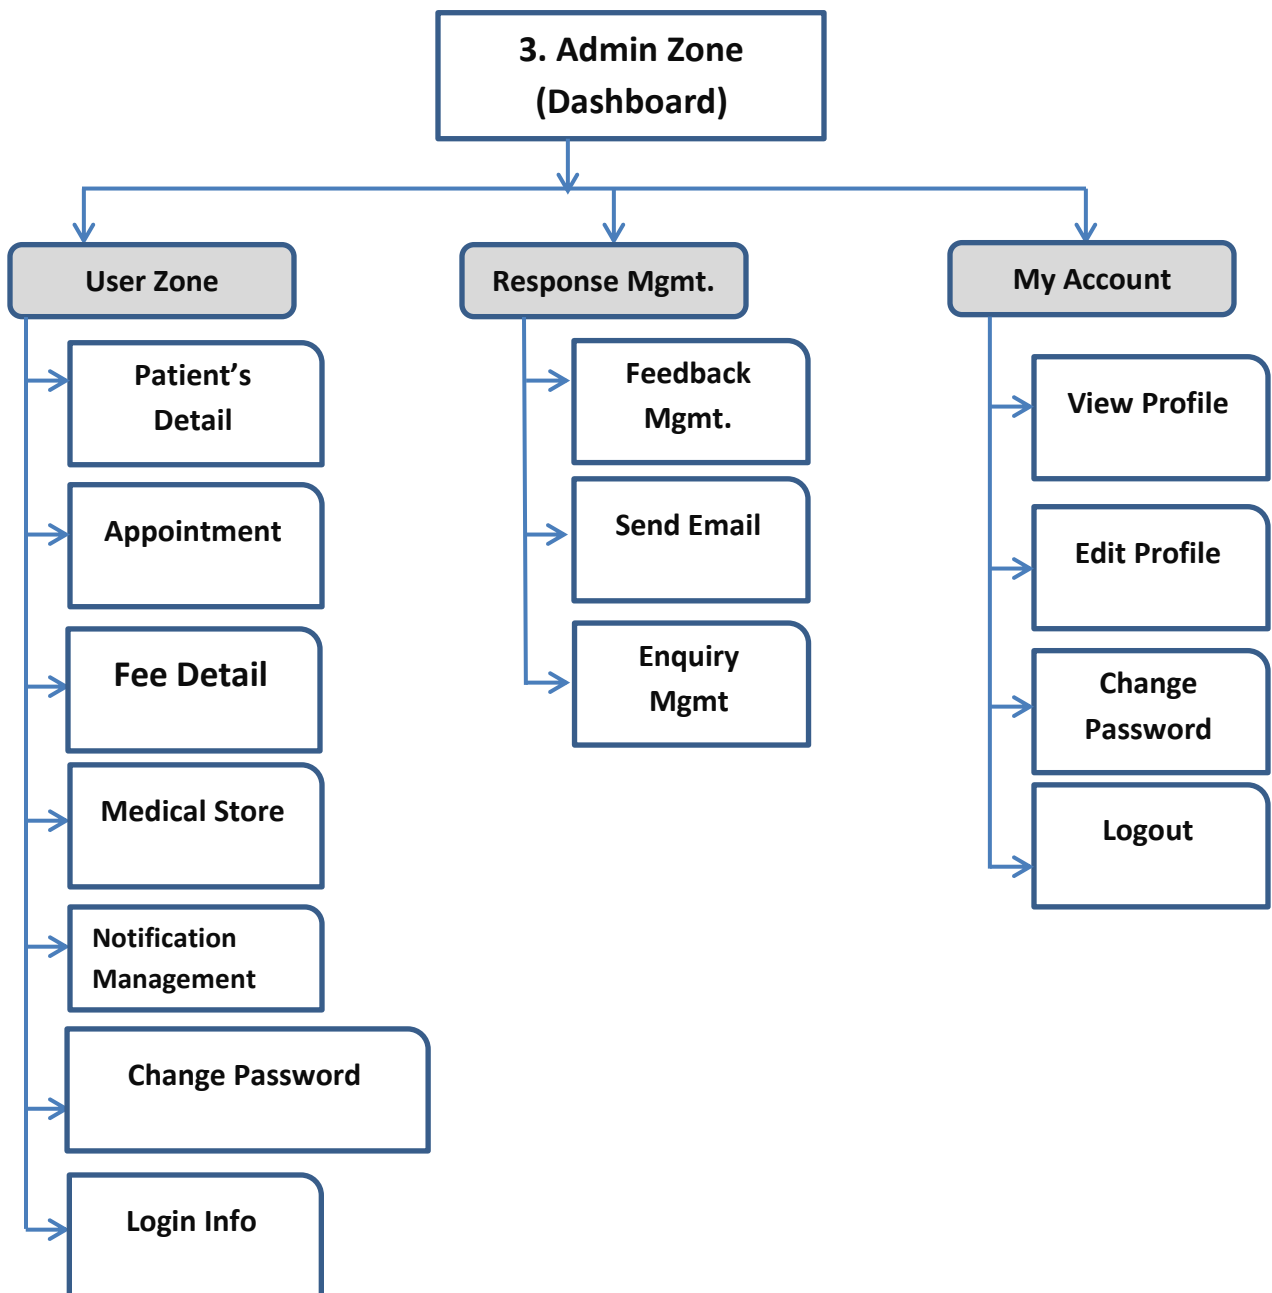 3. Admin Zone
(Dashboard)
User Zone
Response Mgmt.
My Account
Patient’s
Detail
Appointment
Fee Detail
Medical Store
Notification
Management
Change Password
Login Info
Feedback
Mgmt.
Send Email
Enquiry
Mgmt
View Profile
Edit Profile
Change
Password
Logout